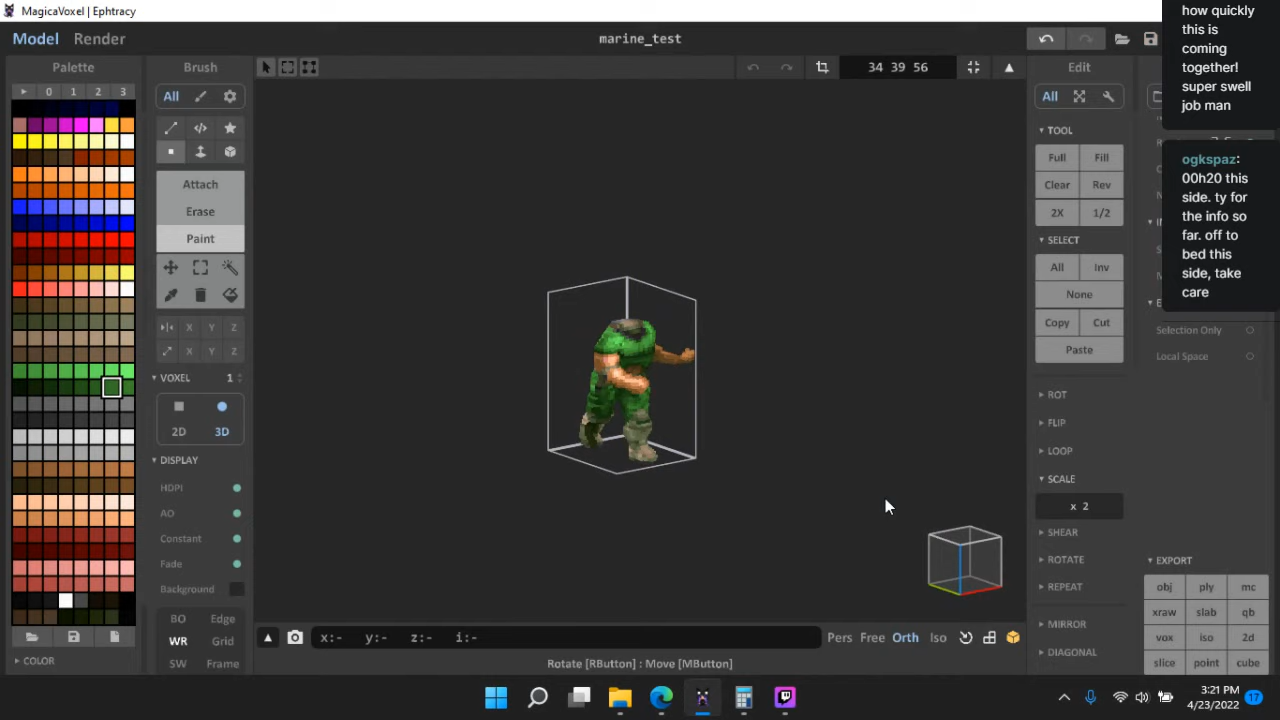 MagicaVoxel | Ephtracy
Model Render
marine_test
how quickly
this is
coming
together!
super swell
job man
ogkspaz:
00h20 this
side. ty for
the info so
far. off to
bed this
side, take
care
Palette
0 1 2 3
COLOR
Brush
All
Attach
Erase
Paint
X Y Z
X Y Z
VOXEL 1
2D 3D
DISPLAY
HDPI
AO
Constant
Fade
Background
BO Edge
WR Grid
SW Frame
34 39 56
x:- y:- z:- i:-
Pers Free Orth Iso
Rotate [RButton] : Move [MButton]
Edit
All
TOOL
Full Fill
Clear Rev
2X 1/2
SELECT
All Inv
None
Copy Cut
Paste
ROT
FLIP
LOOP
SCALE
x 2
SHEAR
ROTATE
REPEAT
MIRROR
DIAGONAL
Selection Only
Local Space
EXPORT
obj ply mc
xraw slab qb
vox iso 2d
slice point cube
3:21 PM
4/23/2022
17